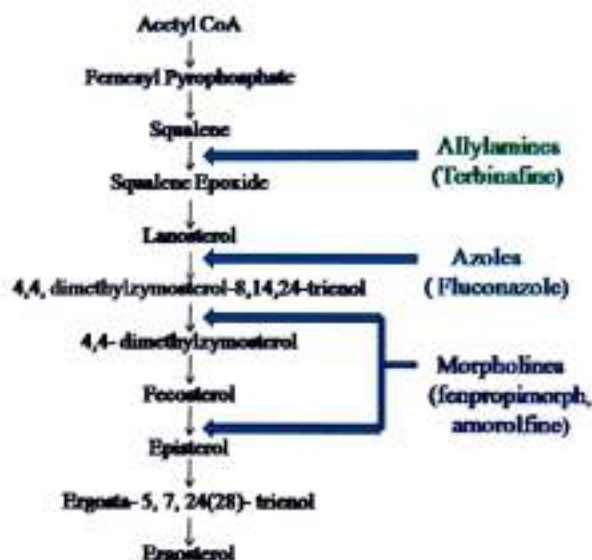 Acetyl CoA
Fernesyl Pyrophosphate
Squalene
Allylamines
(Terbinafine)
Squalene Epoxide
Lanosterol
Azoles
( Fluconazole)
4,4, dimethylzymosterol-8,14,24-trienol
4,4- dimethylzymosterol
Morpholines
(fenpropimorph,
amorolfine)
Fecosterol
Episterol
Ergosta- 5, 7, 24(28)- trienol
Ergosterol